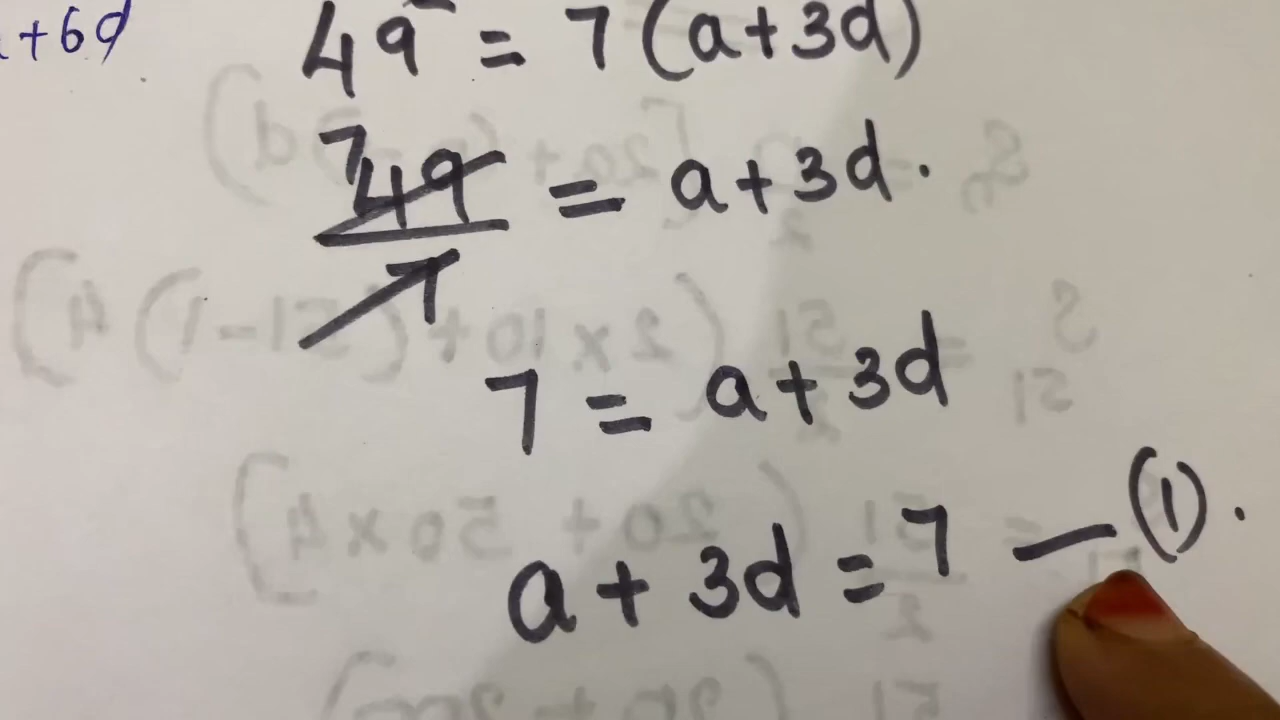 +6d
49 = 7 (a+3d)
7
49 = a+3d.
7
7 = a+3d
a + 3d = 7 — (1).